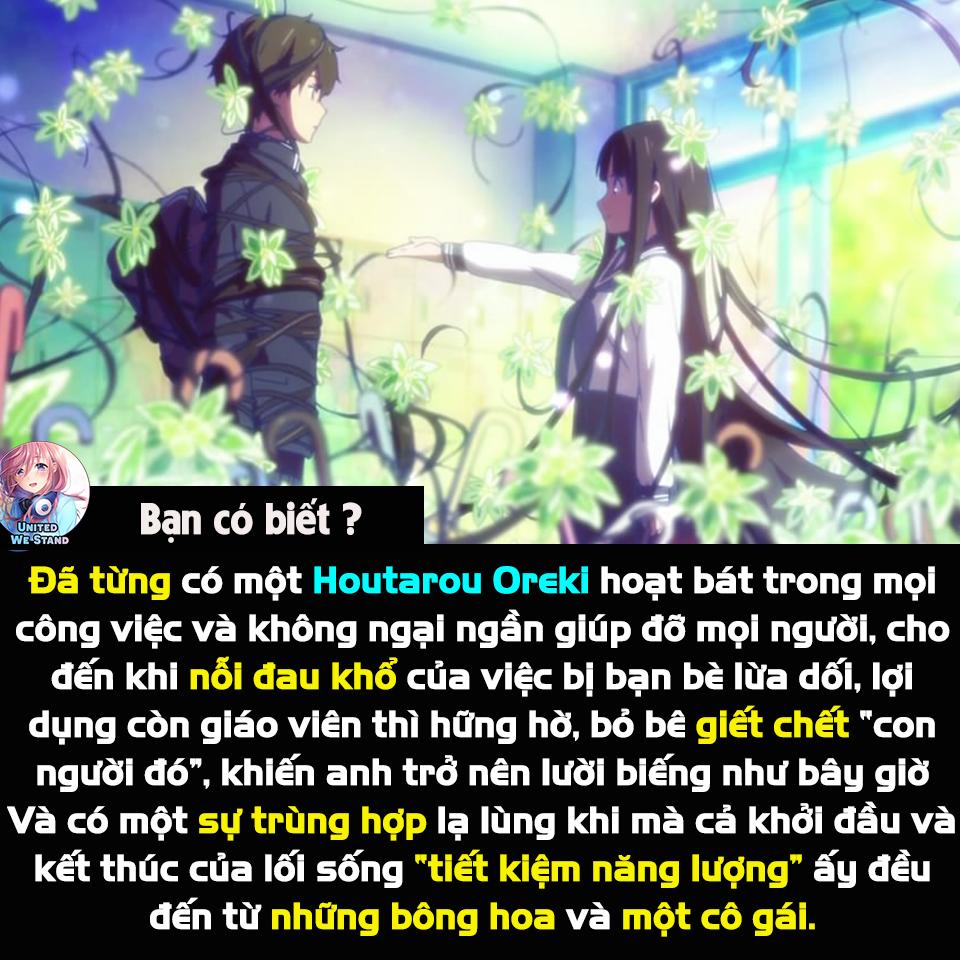 UNITED
WE STAND
Bạn có biết ?
Đã từng có một Houtarou Oreki hoạt bát trong mọi
công việc và không ngại ngần giúp đỡ mọi người, cho
đến khi nỗi đau khổ của việc bị bạn bè lừa dối, lợi
dụng còn giáo viên thì hững hờ, bỏ bê giết chết "con
người đó", khiến anh trở nên lười biếng như bây giờ
Và có một sự trùng hợp lạ lùng khi mà cả khởi đầu và
kết thúc của lối sống "tiết kiệm năng lượng" ấy đều
đến từ những bông hoa và một cô gái.